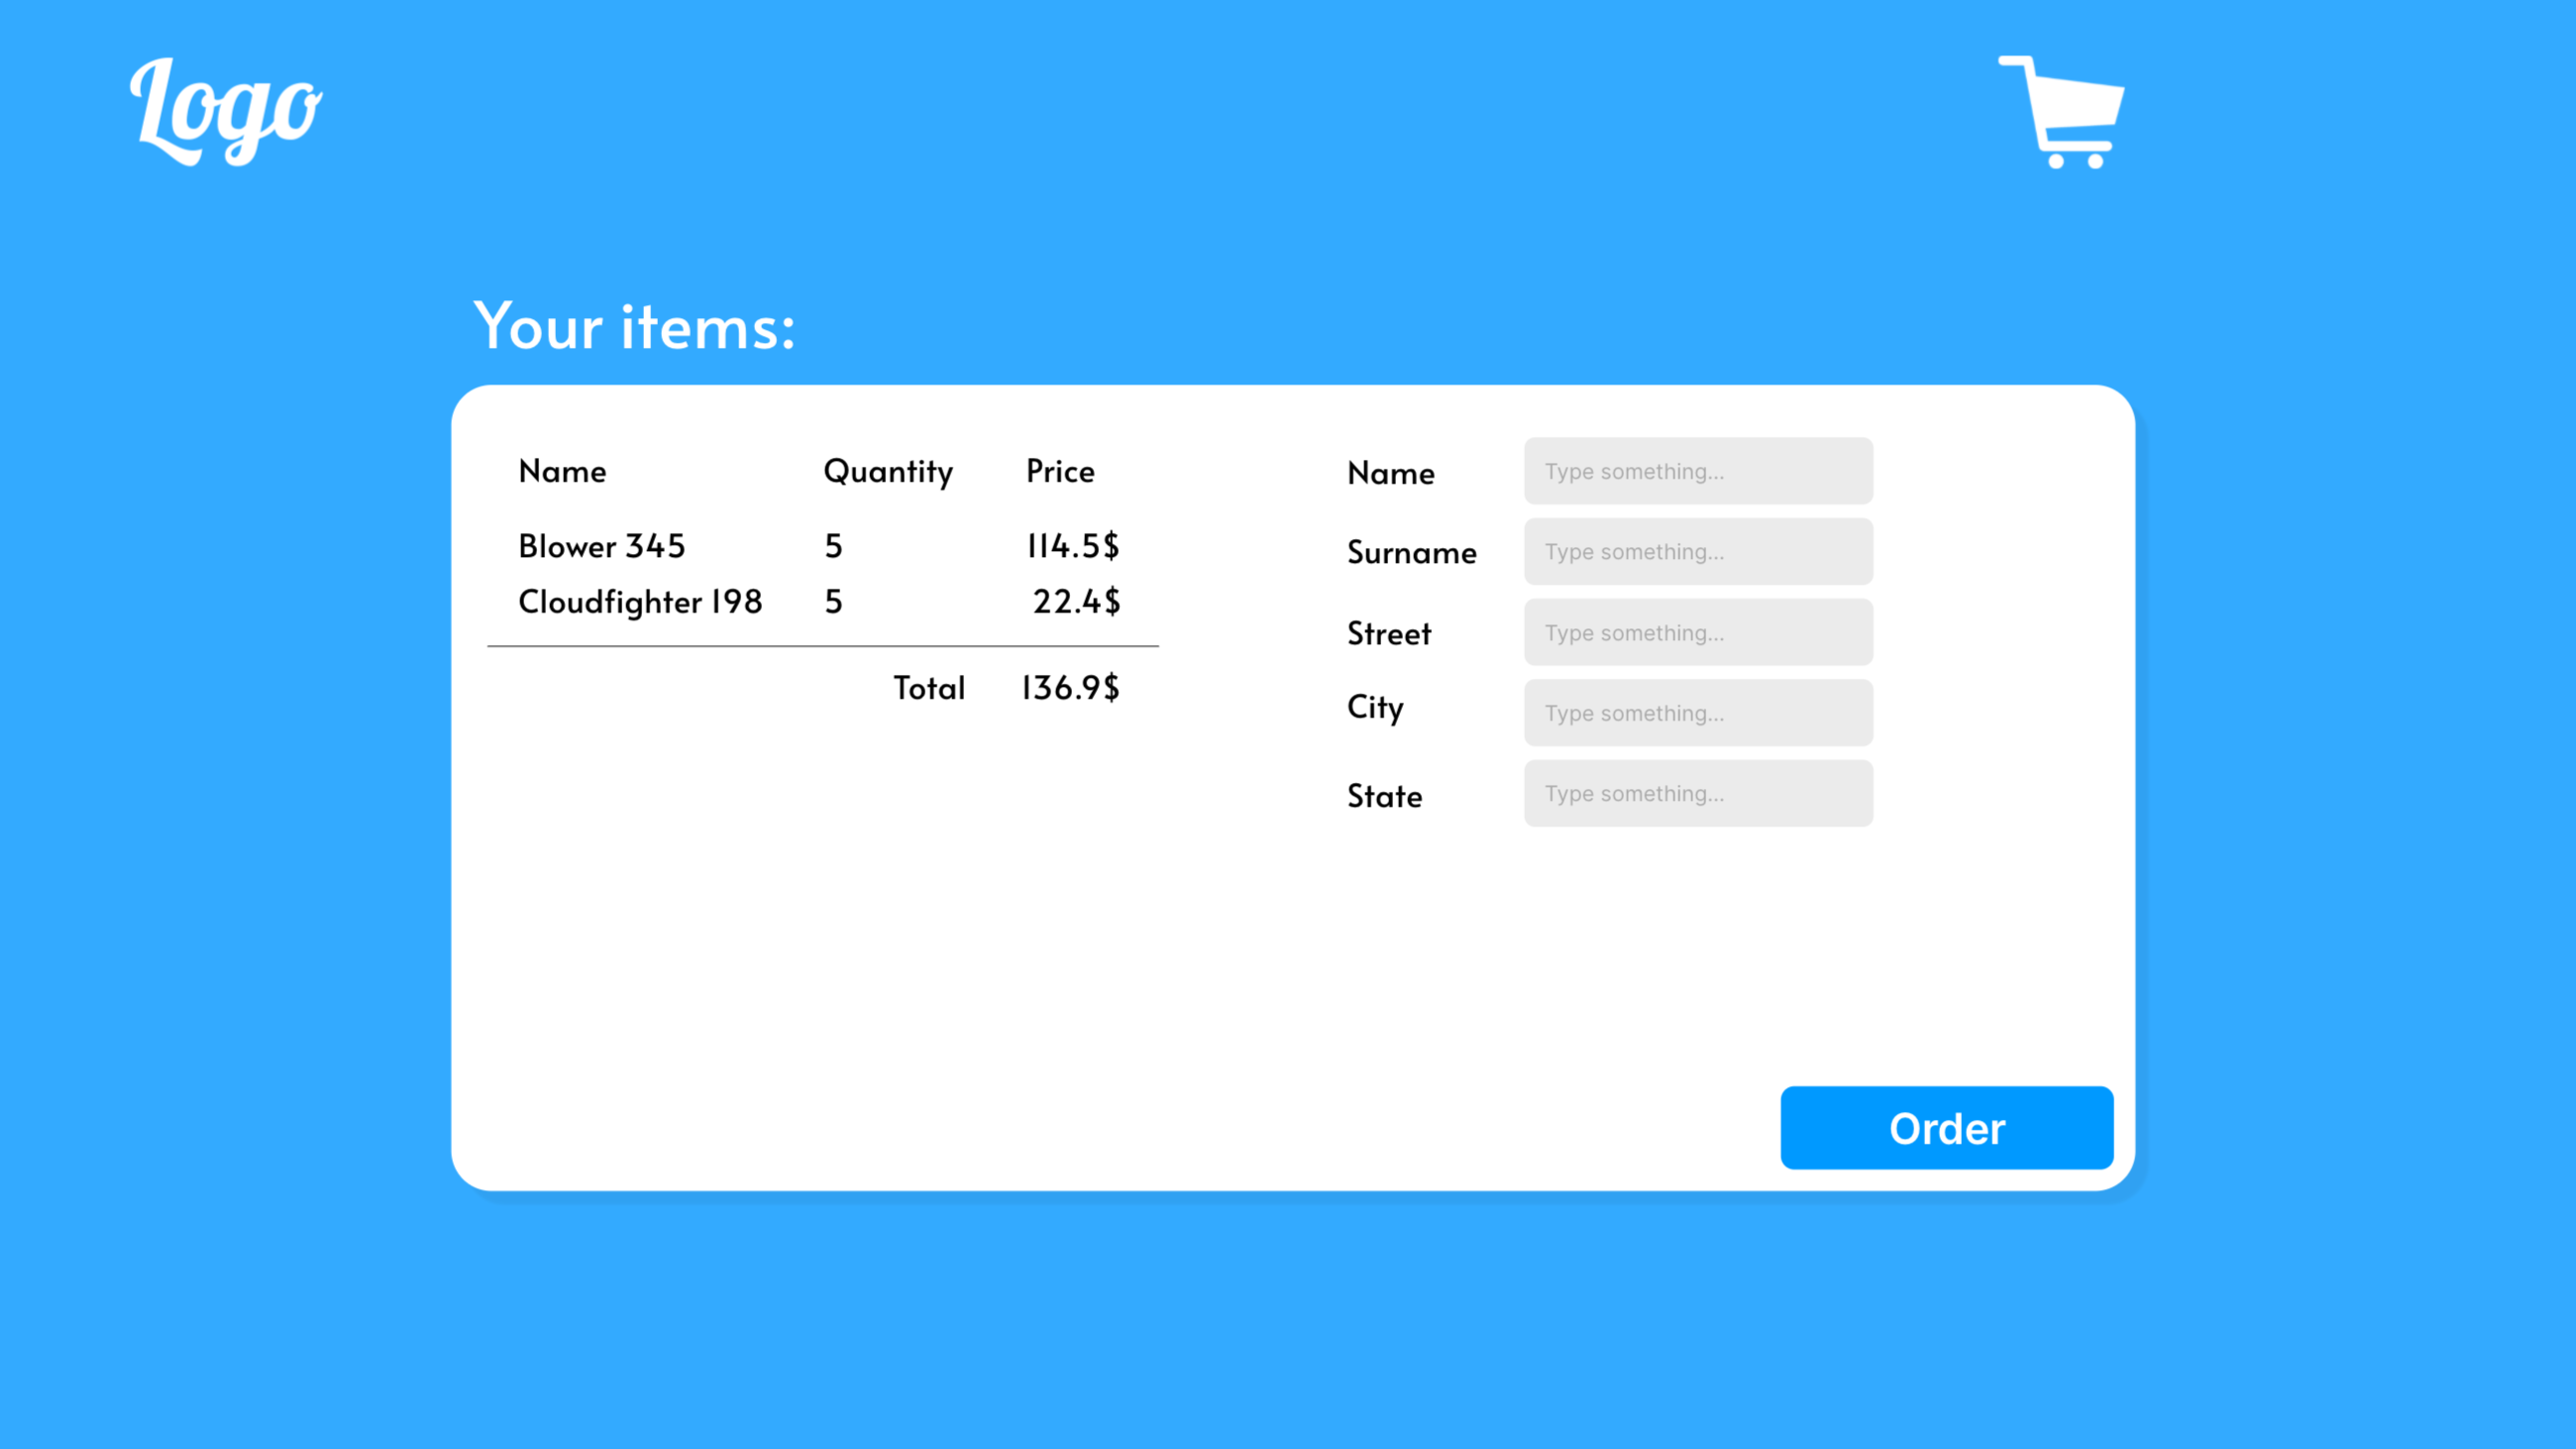 Logo
Your items:
Name Quantity Price
Blower 345 5 114.5$
Cloudfighter 198 5 22.4$
Total 136.9$
Name Type something...
Surname Type something...
Street Type something...
City Type something...
State Type something...
Order